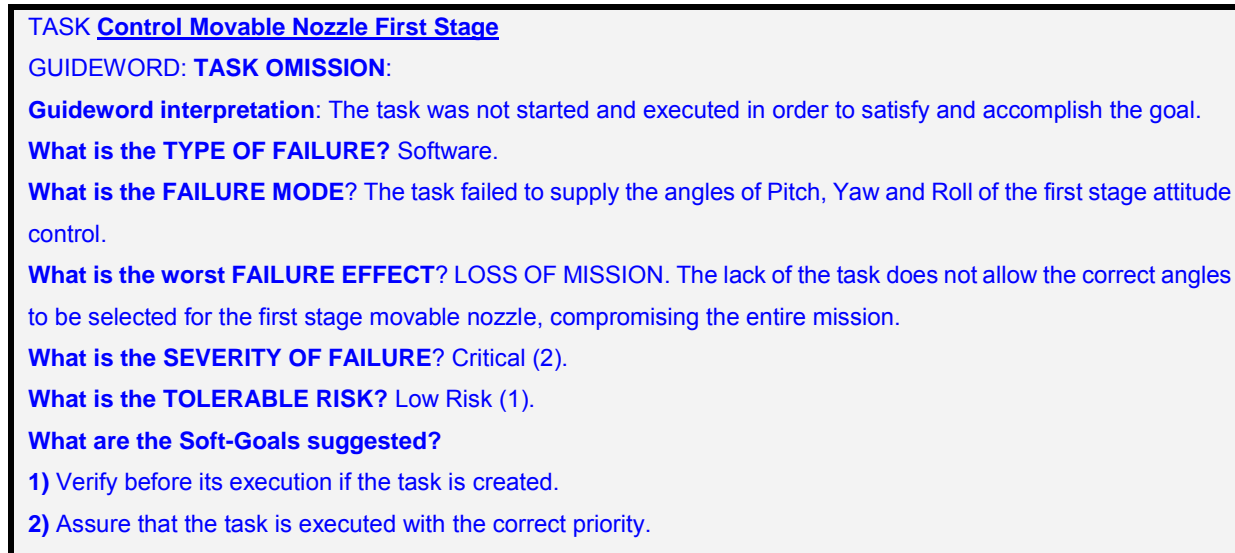 TASK Control Movable Nozzle First Stage
GUIDEWORD: TASK OMISSION:
Guideword interpretation: The task was not started and executed in order to satisfy and accomplish the goal.
What is the TYPE OF FAILURE? Software.
What is the FAILURE MODE? The task failed to supply the angles of Pitch, Yaw and Roll of the first stage attitude
control.
What is the worst FAILURE EFFECT? LOSS OF MISSION. The lack of the task does not allow the correct angles
to be selected for the first stage movable nozzle, compromising the entire mission.
What is the SEVERITY OF FAILURE? Critical (2).
What is the TOLERABLE RISK? Low Risk (1).
What are the Soft-Goals suggested?
1) Verify before its execution if the task is created.
2) Assure that the task is executed with the correct priority.